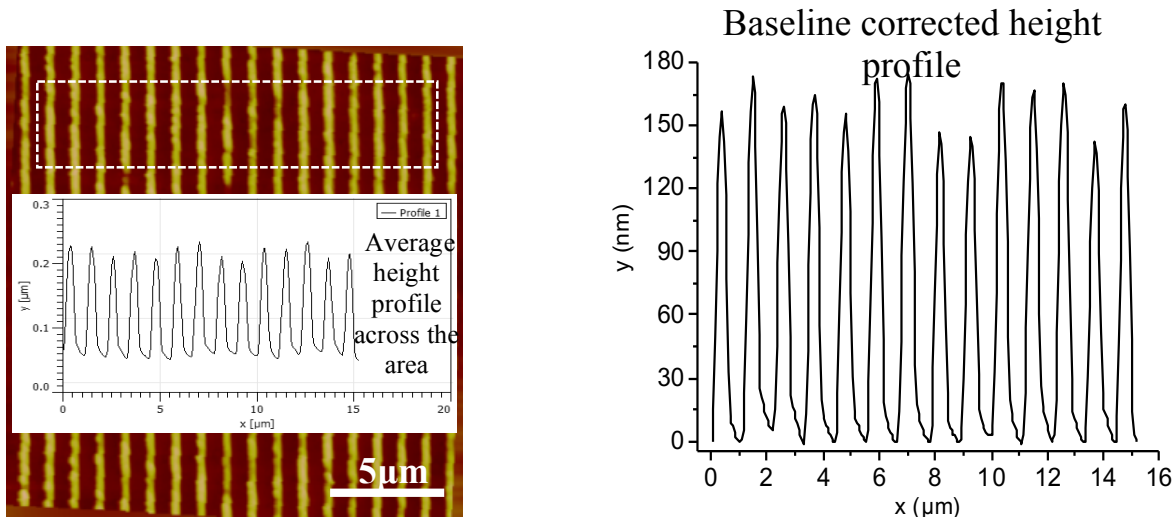 0.3
0.2
0.1
0.0
y [µm]
Profile 1
Average
height
profile
across the
area
0
5
10
15
20
x [µm]
5µm
Baseline corrected height
profile
180
150
120
90
60
30
0
y (nm)
0 2 4 6 8 10 12 14 16
x (µm)